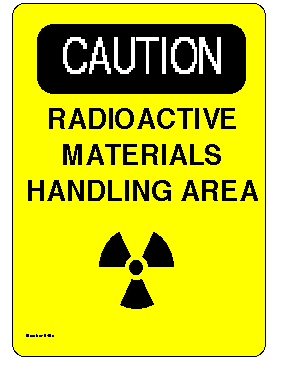 CAUTION
RADIOACTIVE
MATERIALS
HANDLING AREA